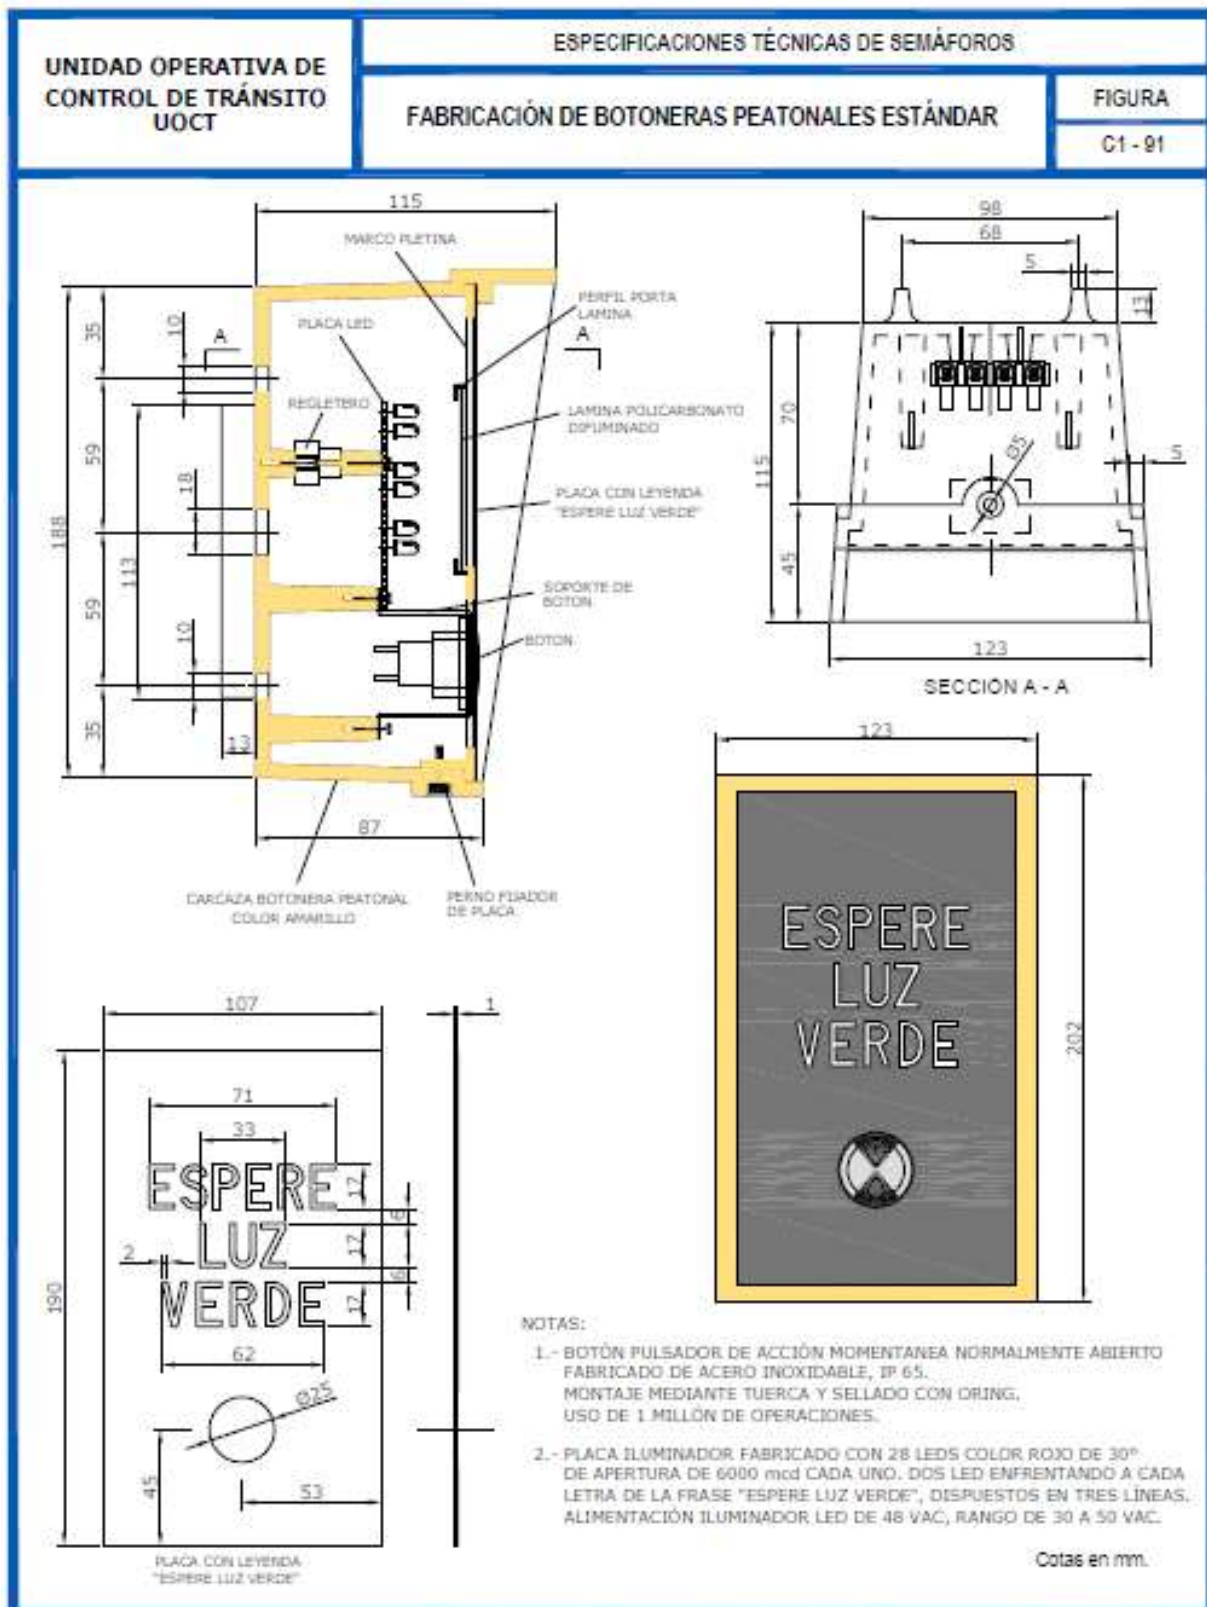 UNIDAD OPERATIVA DE
CONTROL DE TRÁNSITO
UOCT
ESPECIFICACIONES TÉCNICAS DE SEMÁFOROS
FABRICACIÓN DE BOTONERAS PEATONALES ESTÁNDAR
FIGURA
C1 - 91
115
MARCO PLETINA
PERFIL PORTA
LAMINA
PLACA LED
A
A
REGLETERO
LAMINA POLICARBONATO
DIFUMINADO
PLACA CON LEYENDA
"ESPERE LUZ VERDE"
SOPORTE DE
BOTON
BOTON
35
10
59
18
188
113
59
10
35
13
87
CARCAZA BOTONERA PEATONAL
COLOR AMARILLO
PERNO FIJADOR
DE PLACA
98
68
5
13
70
115
Ø5
5
45
123
SECCIÓN A - A
123
ESPERE
LUZ
VERDE
202
107
1
71
33
ESPERE
17
6
LUZ
17
2
6
VERDE
17
62
190
Ø25
45
53
PLACA CON LEYENDA
"ESPERE LUZ VERDE"
NOTAS:
1.- BOTÓN PULSADOR DE ACCIÓN MOMENTANEA NORMALMENTE ABIERTO
FABRICADO DE ACERO INOXIDABLE, IP 65.
MONTAJE MEDIANTE TUERCA Y SELLADO CON ORING.
USO DE 1 MILLÓN DE OPERACIONES.
2.- PLACA ILUMINADOR FABRICADO CON 28 LEDS COLOR ROJO DE 30º
DE APERTURA DE 6000 mcd CADA UNO. DOS LED ENFRENTANDO A CADA
LETRA DE LA FRASE "ESPERE LUZ VERDE", DISPUESTOS EN TRES LÍNEAS.
ALIMENTACIÓN ILUMINADOR LED DE 48 VAC, RANGO DE 30 A 50 VAC.
Cotas en mm.